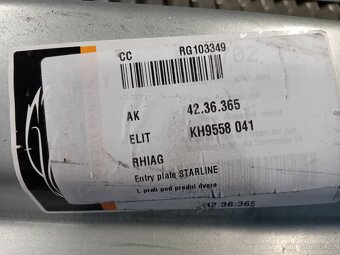 CC RG103349
AK 42.36.365
ELIT KH9558 041
RHIAG
Entry plate STARLINE
L prah pod predni dvere
42.36.365